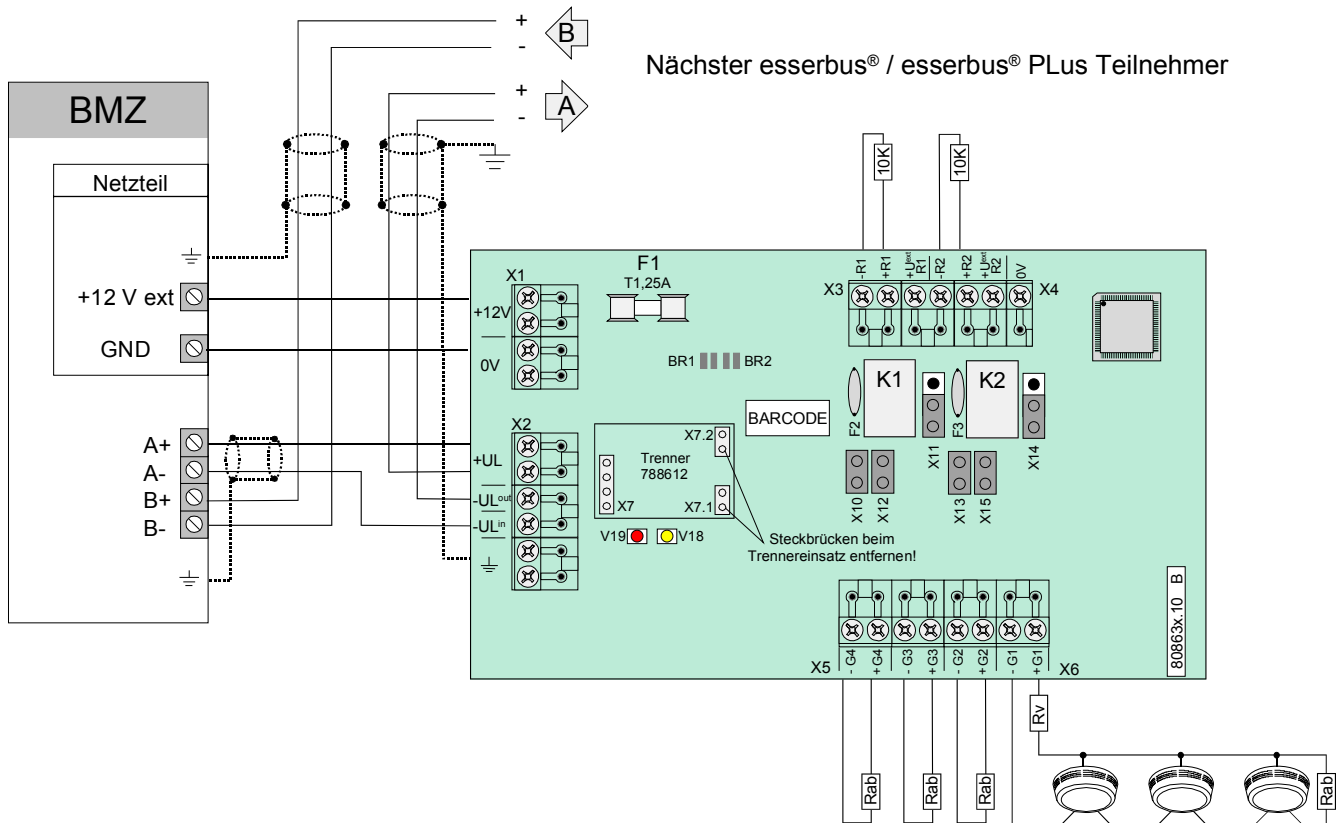 +
B
-
Nächster esserbus® / esserbus® PLus Teilnehmer
+
A
-
BMZ
Netzteil
+12 V ext
GND
A+
A-
B+
B-
10K
10K
X1
+12V
0V
F1
T1,25A
BR1
BR2
BARCODE
X3
-R1
+R1
+Uext R1
-R2
+R2
+Uext R2
0V
X4
K1
K2
F2
F3
X11
X14
X10
X12
X13
X15
X2
+UL
-ULout
-ULin
X7.2
Trenner
788612
X7
X7.1
V19
V18
Steckbrücken beim
Trennereinsatz entfernen!
80863x.10 B
X5
- G4
+ G4
- G3
+ G3
- G2
+ G2
- G1
+ G1
X6
Rv
Rab
Rab
Rab
Rab